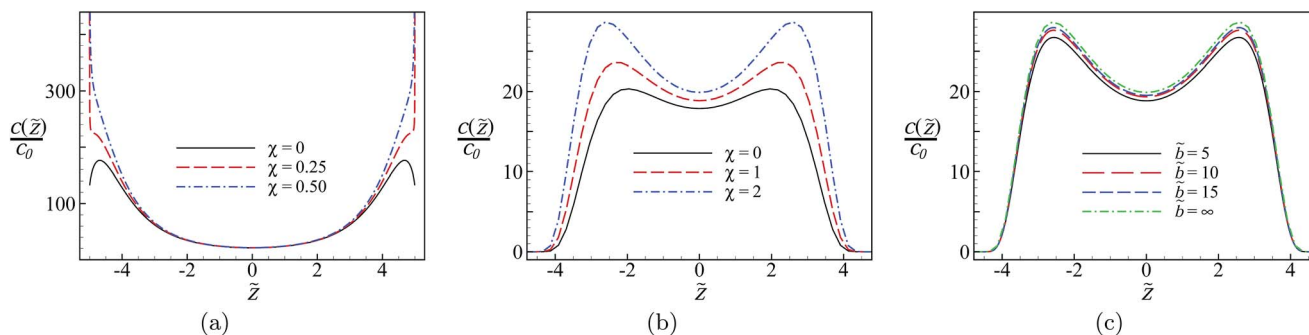 300
100
c(z̃)
c₀
χ = 0
χ = 0.25
χ = 0.50
-4 -2 0 2 4
z̃
(a)
20
10
0
c(z̃)
c₀
χ = 0
χ = 1
χ = 2
-4 -2 0 2 4
z̃
(b)
20
10
0
c(z̃)
c₀
b̃ = 5
b̃ = 10
b̃ = 15
b̃ = ∞
-4 -2 0 2 4
z̃
(c)